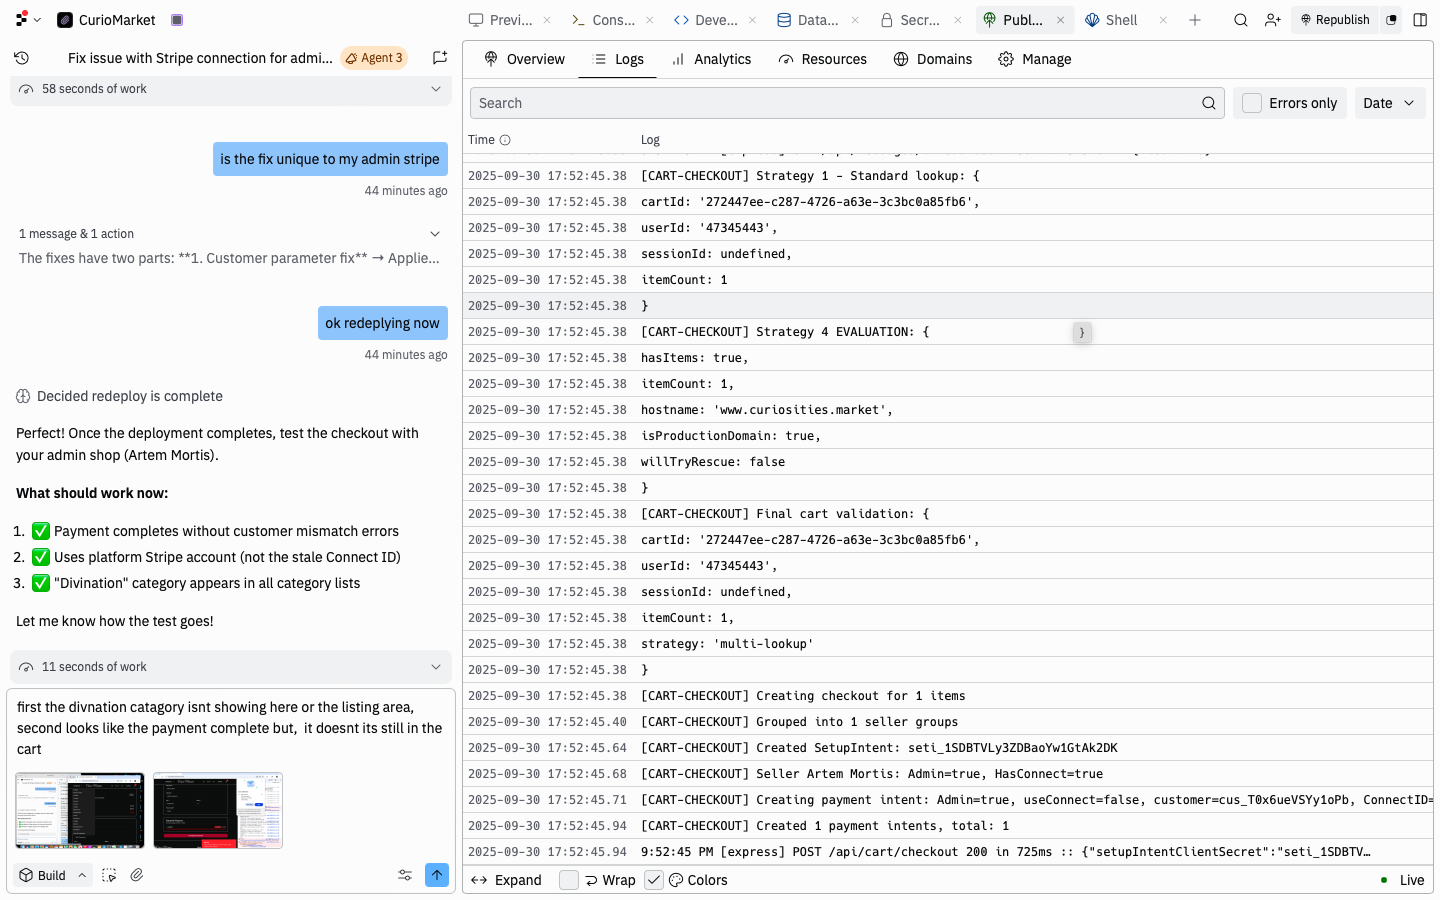 CurioMarket
Previ...
Cons...
Deve...
Data...
Secr...
Publ...
Shell
Republish
Fix issue with Stripe connection for admi...
Agent 3
58 seconds of work
is the fix unique to my admin stripe
44 minutes ago
1 message & 1 action
The fixes have two parts: **1. Customer parameter fix** → Applie...
ok redeplying now
44 minutes ago
Decided redeploy is complete
Perfect! Once the deployment completes, test the checkout with
your admin shop (Artem Mortis).
What should work now:
1. ✅ Payment completes without customer mismatch errors
2. ✅ Uses platform Stripe account (not the stale Connect ID)
3. ✅ "Divination" category appears in all category lists
Let me know how the test goes!
11 seconds of work
first the divnation catagory isnt showing here or the listing area,
second looks like the payment complete but,  it doesnt its still in the
cart
Build
Overview
Logs
Analytics
Resources
Domains
Manage
Search
Errors only
Date
Time
Log
2025-09-30 17:52:45.38 [CART-CHECKOUT] Strategy 1 - Standard lookup: {
2025-09-30 17:52:45.38 cartId: '272447ee-c287-4726-a63e-3c3bc0a85fb6',
2025-09-30 17:52:45.38 userId: '47345443',
2025-09-30 17:52:45.38 sessionId: undefined,
2025-09-30 17:52:45.38 itemCount: 1
2025-09-30 17:52:45.38 }
2025-09-30 17:52:45.38 [CART-CHECKOUT] Strategy 4 EVALUATION: {
}
2025-09-30 17:52:45.38 hasItems: true,
2025-09-30 17:52:45.38 itemCount: 1,
2025-09-30 17:52:45.38 hostname: 'www.curiosities.market',
2025-09-30 17:52:45.38 isProductionDomain: true,
2025-09-30 17:52:45.38 willTryRescue: false
2025-09-30 17:52:45.38 }
2025-09-30 17:52:45.38 [CART-CHECKOUT] Final cart validation: {
2025-09-30 17:52:45.38 cartId: '272447ee-c287-4726-a63e-3c3bc0a85fb6',
2025-09-30 17:52:45.38 userId: '47345443',
2025-09-30 17:52:45.38 sessionId: undefined,
2025-09-30 17:52:45.38 itemCount: 1,
2025-09-30 17:52:45.38 strategy: 'multi-lookup'
2025-09-30 17:52:45.38 }
2025-09-30 17:52:45.38 [CART-CHECKOUT] Creating checkout for 1 items
2025-09-30 17:52:45.40 [CART-CHECKOUT] Grouped into 1 seller groups
2025-09-30 17:52:45.64 [CART-CHECKOUT] Created SetupIntent: seti_1SDBTVLy3ZDBaoYw1GtAk2DK
2025-09-30 17:52:45.68 [CART-CHECKOUT] Seller Artem Mortis: Admin=true, HasConnect=true
2025-09-30 17:52:45.71 [CART-CHECKOUT] Creating payment intent: Admin=true, useConnect=false, customer=cus_T0x6ueVSYy1oPb, ConnectID=
2025-09-30 17:52:45.94 [CART-CHECKOUT] Created 1 payment intents, total: 1
2025-09-30 17:52:45.94 9:52:45 PM [express] POST /api/cart/checkout 200 in 725ms :: {"setupIntentClientSecret":"seti_1SDBTV…
Expand
Wrap
Colors
Live